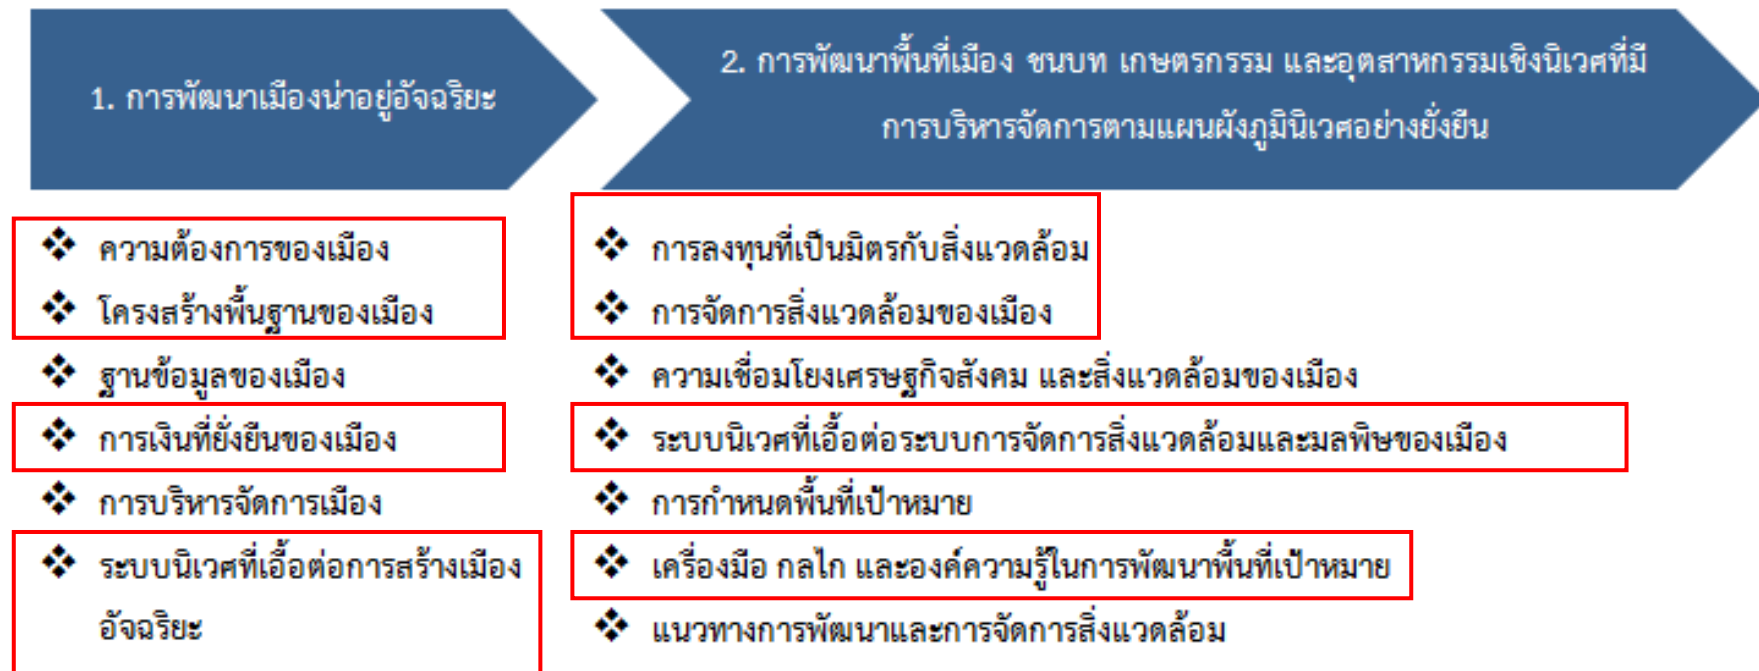 1. การพัฒนาเมืองน่าอยู่อัจฉริยะ
2. การพัฒนาพื้นที่เมือง ชนบท เกษตรกรรม และอุตสาหกรรมเชิงนิเวศที่มี
การบริหารจัดการตามแผนผังภูมินิเวศอย่างยั่งยืน
❖ ความต้องการของเมือง
❖ โครงสร้างพื้นฐานของเมือง
❖ ฐานข้อมูลของเมือง
❖ การเงินที่ยั่งยืนของเมือง
❖ การบริหารจัดการเมือง
❖ ระบบนิเวศที่เอื้อต่อการสร้างเมือง
อัจฉริยะ
❖ การลงทุนที่เป็นมิตรกับสิ่งแวดล้อม
❖ การจัดการสิ่งแวดล้อมของเมือง
❖ ความเชื่อมโยงเศรษฐกิจสังคม และสิ่งแวดล้อมของเมือง
❖ ระบบนิเวศที่เอื้อต่อระบบการจัดการสิ่งแวดล้อมและมลพิษของเมือง
❖ การกำหนดพื้นที่เป้าหมาย
❖ เครื่องมือ กลไก และองค์ความรู้ในการพัฒนาพื้นที่เป้าหมาย
❖ แนวทางการพัฒนาและการจัดการสิ่งแวดล้อม